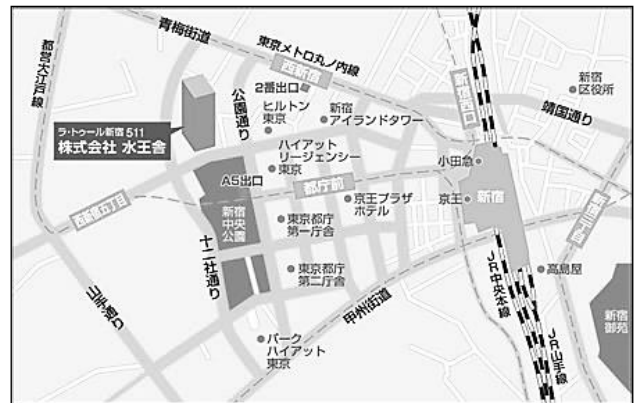 都営大江戸線
青梅街道
東京メトロ丸ノ内線
西新宿
2番出口
公園通り
ヒルトン
東京
新宿
アイランドタワー
新宿西口
新宿
区役所
靖国通り
ラ・トゥール新宿 511
株式会社 水王舎
ハイアット
リージェンシー
東京
小田急
A5出口
都庁前
西新宿五丁目
新宿
中央
公園
京王プラザ
ホテル
京王
新宿
新宿三丁目
東京都庁
第一庁舎
十二社通り
山手通り
東京都庁
第二庁舎
甲州街道
JR中央本線
高島屋
新宿
御苑
JR山手線
パーク
ハイアット
東京